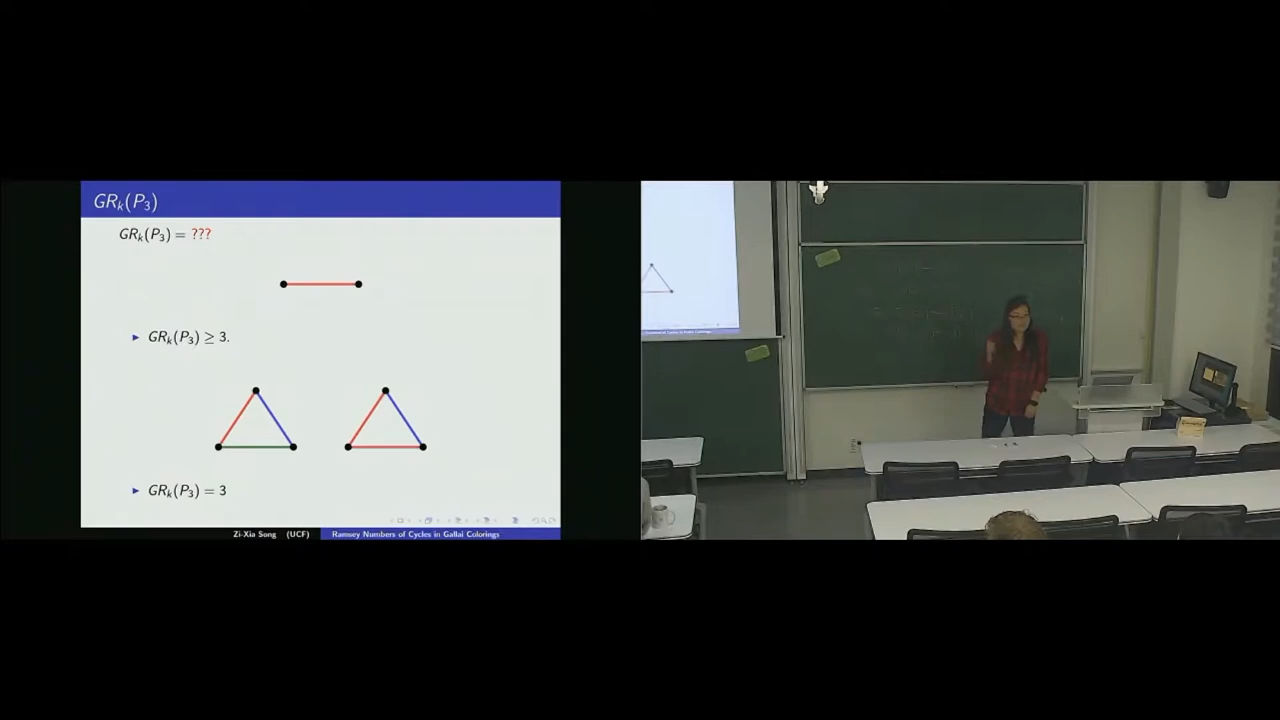 GRₖ(P₃)
GRₖ(P₃) = ???
▶ GRₖ(P₃) ≥ 3.
▶ GRₖ(P₃) = 3
Zi-Xia Song (UCF) Ramsey Numbers of Cycles in Gallai Colorings